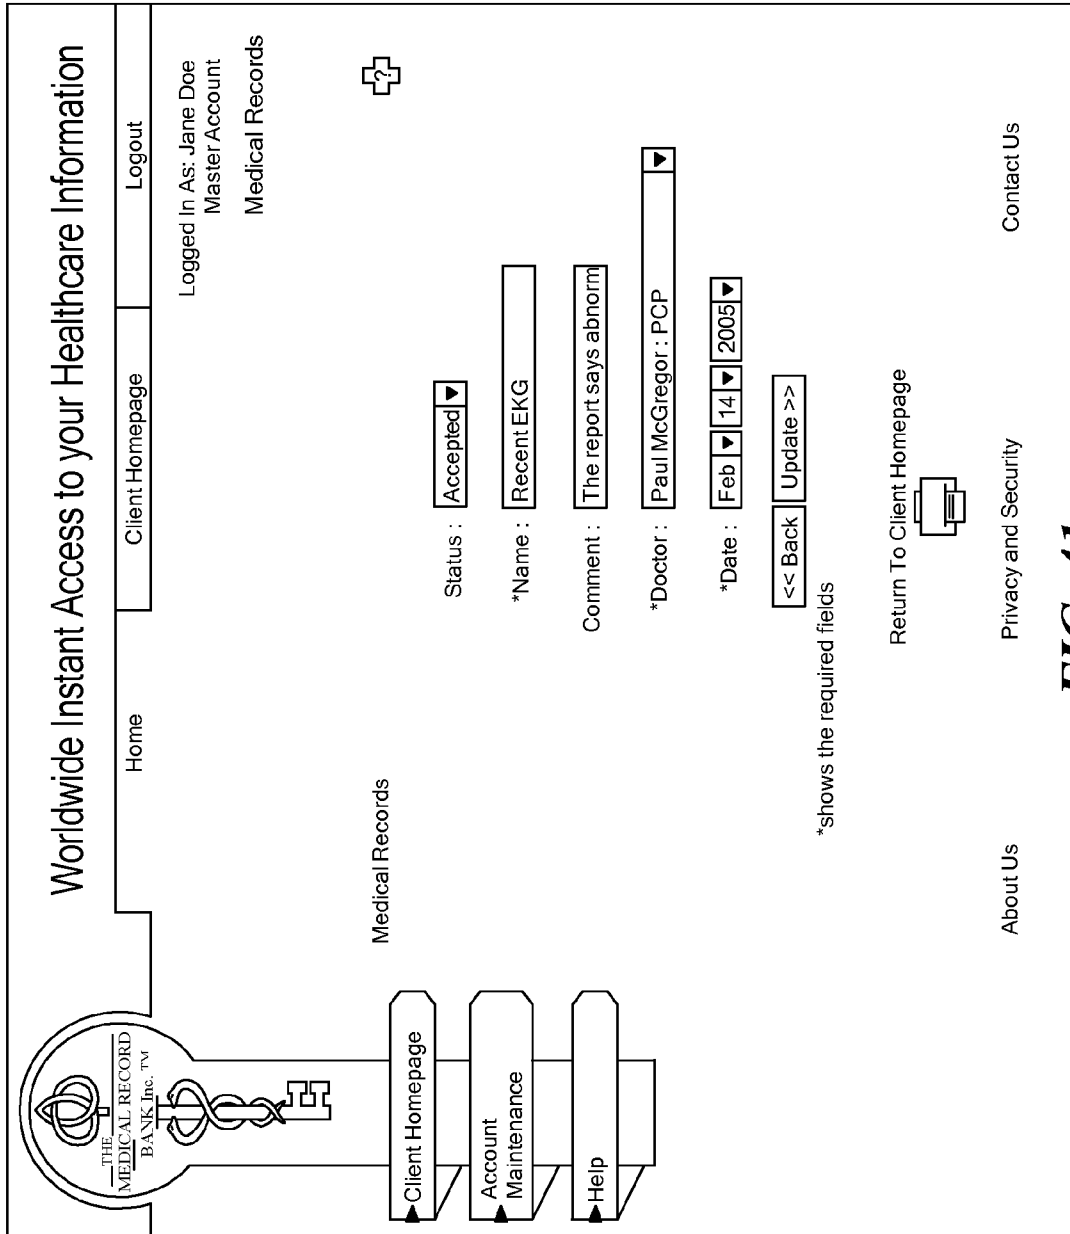 Worldwide Instant Access to your Healthcare Information
THE
MEDICAL RECORD
BANK Inc. TM
Home
Client Homepage
Logout
Logged In As: Jane Doe
Master Account
Medical Records
Client Homepage
Account
Maintenance
Help
Medical Records
?
Status : Accepted
*Name : Recent EKG
Comment : The report says abnorm
*Doctor : Paul McGregor : PCP
*Date : Feb 14 2005
<< Back Update >>
*shows the required fields
Return To Client Homepage
About Us
Privacy and Security
Contact Us